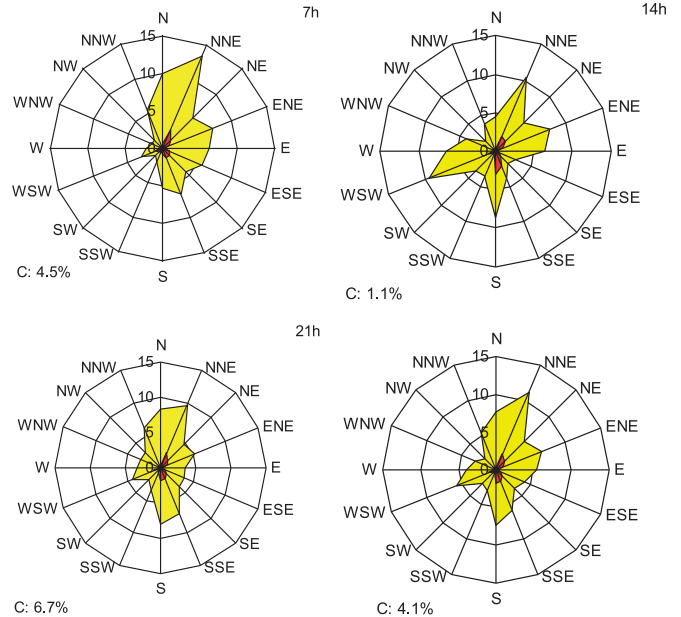 N
7h
15
NNW
NNE
NW
NE
10
WNW
ENE
5
W
0
E
WSW
ESE
SW
SE
SSW
SSE
S
C: 4.5%
14h
N
15
NNW
NNE
NW
NE
10
WNW
ENE
5
W
0
E
WSW
ESE
SW
SE
SSW
SSE
S
C: 1.1%
21h
N
15
NNW
NNE
NW
NE
10
WNW
ENE
5
W
0
E
WSW
ESE
SW
SE
SSW
SSE
S
C: 6.7%
N
15
NNW
NNE
NW
NE
10
WNW
ENE
5
W
0
E
WSW
ESE
SW
SE
SSW
SSE
S
C: 4.1%